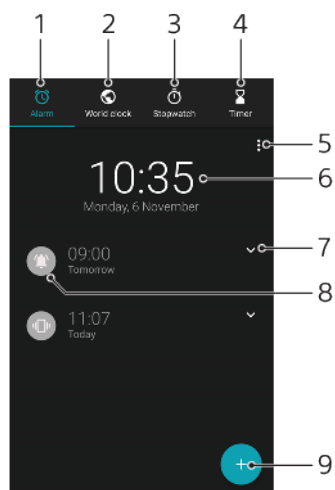 1 2 3 4
Alarm World clock Stopwatch Timer
5
10:35 6
Monday, 6 November
09:00 7
Tomorrow
8
11:07
Today
+ 9